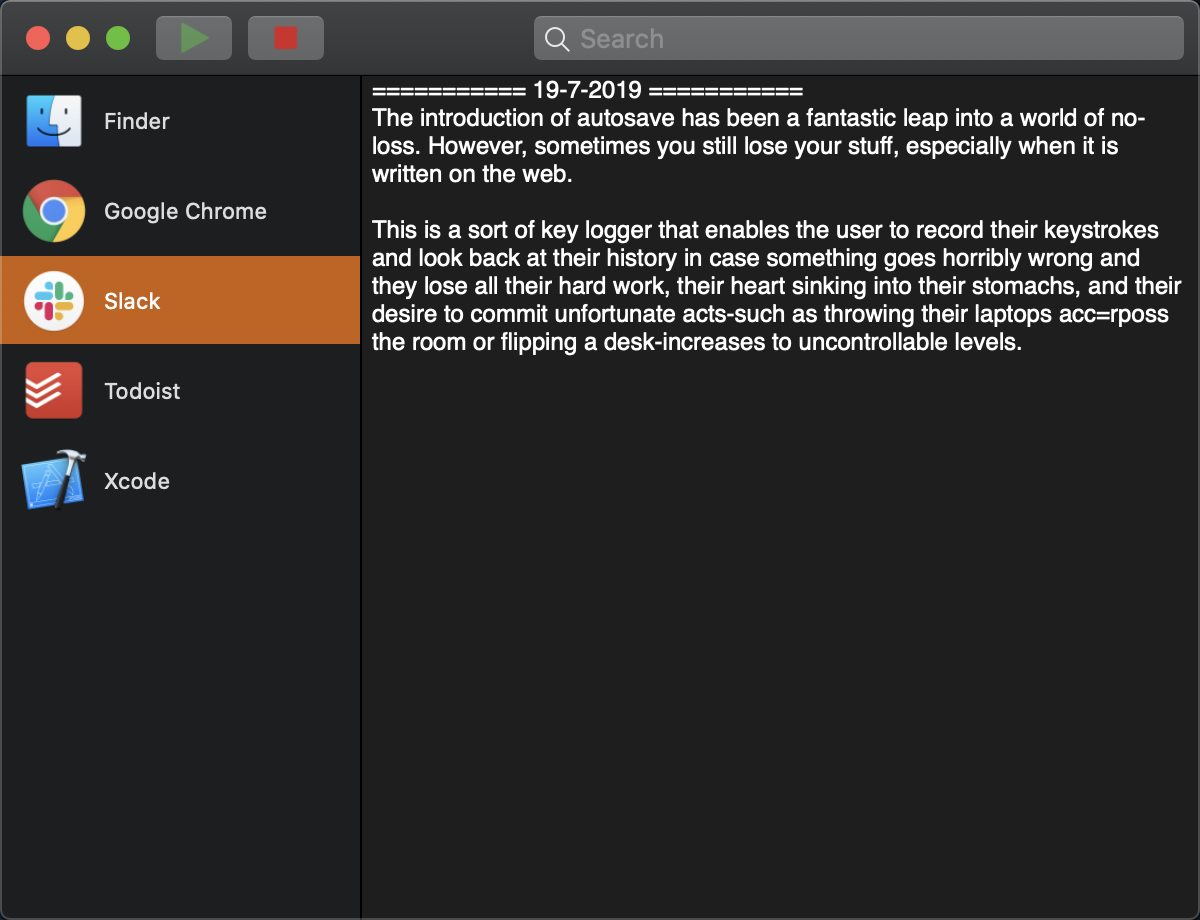 Search
Finder
Google Chrome
Slack
Todoist
Xcode
=========== 19-7-2019 ===========
The introduction of autosave has been a fantastic leap into a world of no-
loss. However, sometimes you still lose your stuff, especially when it is
written on the web.
This is a sort of key logger that enables the user to record their keystrokes
and look back at their history in case something goes horribly wrong and
they lose all their hard work, their heart sinking into their stomachs, and their
desire to commit unfortunate acts-such as throwing their laptops acc=rposs
the room or flipping a desk-increases to uncontrollable levels.